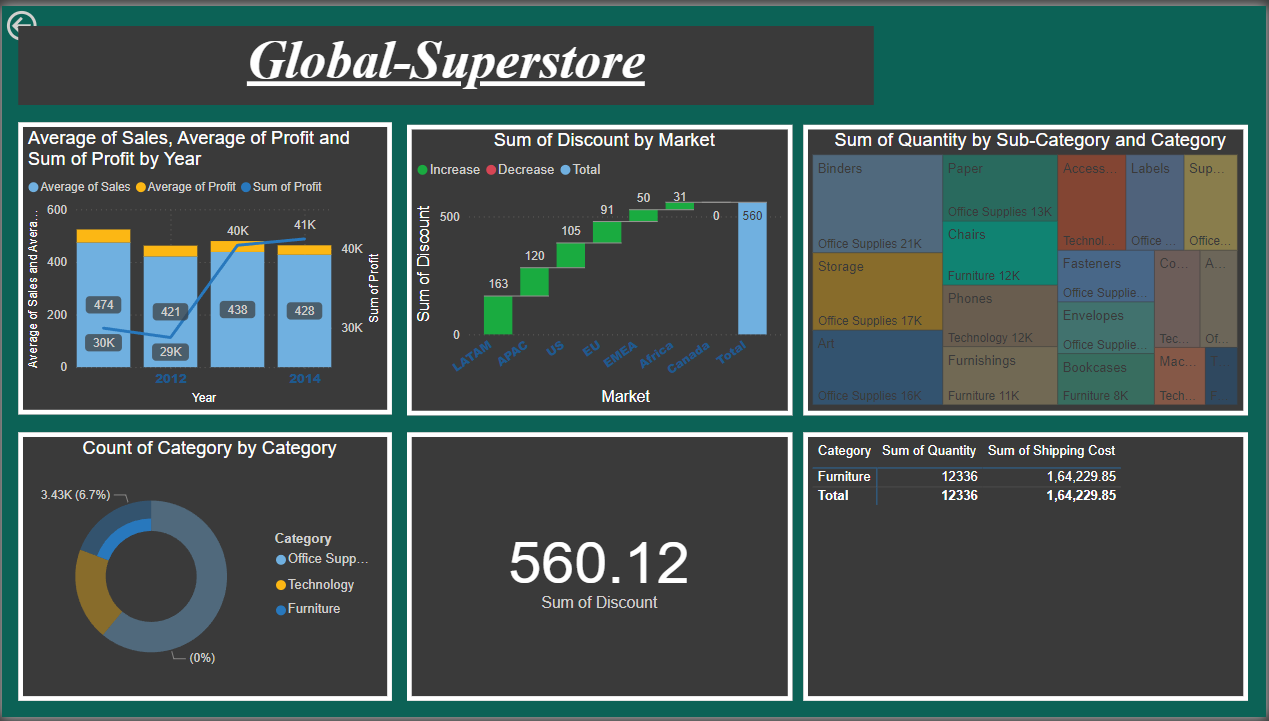 Global-Superstore
Average of Sales, Average of Profit and
Sum of Profit by Year
Average of Sales Average of Profit Sum of Profit
Average of Sales and Avera...
600
400
200
0
474
421
438
428
30K
29K
40K
41K
40K
30K
Sum of Profit
2012
2014
Year
Sum of Discount by Market
Increase Decrease Total
Sum of Discount
500
0
163
120
105
91
50
31
0
560
LATAM
APAC
US
EU
EMEA
Africa
Canada
Total
Market
Sum of Quantity by Sub-Category and Category
Binders
Office Supplies 21K
Storage
Office Supplies 17K
Art
Office Supplies 16K
Paper
Office Supplies 13K
Chairs
Furniture 12K
Phones
Technology 12K
Furnishings
Furniture 11K
Access...
Technol...
Labels
Office ...
Sup...
Office...
Fasteners
Office Supplie...
Envelopes
Office Supplie...
Bookcases
Furniture 8K
Co...
Tec...
A...
Of...
Mac...
Tech...
Count of Category by Category
3.43K (6.7%)
(0%)
Category
Office Supp...
Technology
Furniture
560.12
Sum of Discount
Category Sum of Quantity Sum of Shipping Cost
Furniture 12336 1,64,229.85
Total 12336 1,64,229.85